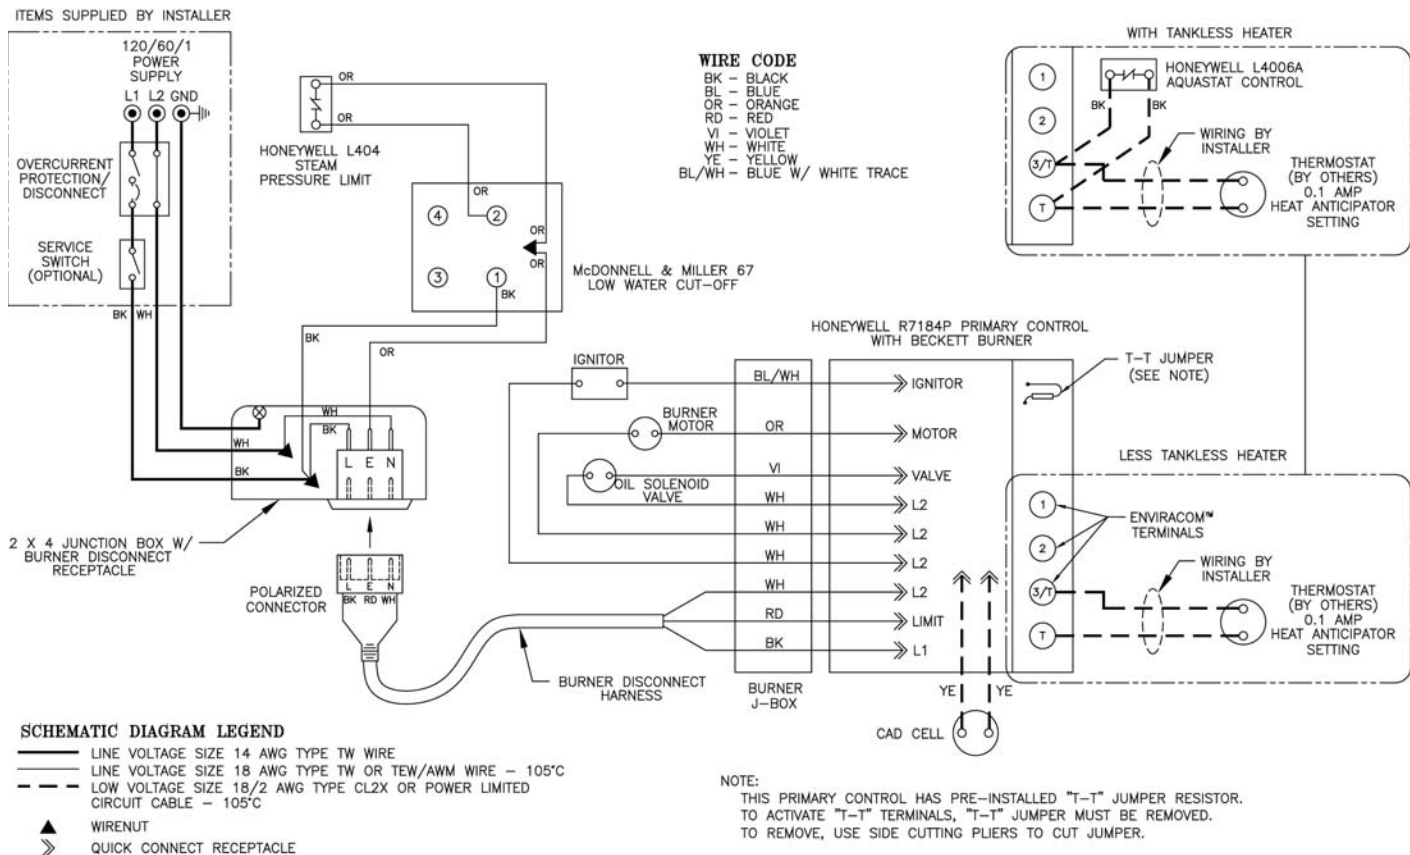 ITEMS SUPPLIED BY INSTALLER
120/60/1
POWER
SUPPLY
L1 L2 GND
OVERCURRENT
PROTECTION/
DISCONNECT
SERVICE
SWITCH
(OPTIONAL)
BK WH
OR
OR
HONEYWELL L404
STEAM
PRESSURE LIMIT
WIRE CODE
BK - BLACK
BL - BLUE
OR - ORANGE
RD - RED
VI - VIOLET
WH - WHITE
YE - YELLOW
BL/WH - BLUE W/ WHITE TRACE
OR
4
2
OR
OR
3
1
BK
McDONNELL & MILLER 67
LOW WATER CUT-OFF
BK
OR
WITH TANKLESS HEATER
1
2
3/T
T
HONEYWELL L4006A
AQUASTAT CONTROL
BK
BK
WIRING BY
INSTALLER
THERMOSTAT
(BY OTHERS)
0.1 AMP
HEAT ANTICIPATOR
SETTING
WH
BK
WH
BK
L E N
2 X 4 JUNCTION BOX W/
BURNER DISCONNECT
RECEPTACLE
POLARIZED
CONNECTOR
L E N
BK RD WH
BURNER DISCONNECT
HARNESS
HONEYWELL R7184P PRIMARY CONTROL
WITH BECKETT BURNER
IGNITOR
BL/WH
IGNITOR
BURNER
MOTOR
OR
MOTOR
OIL SOLENOID
VALVE
VI
VALVE
WH
L2
WH
L2
WH
L2
WH
L2
RD
LIMIT
BK
L1
BURNER
J-BOX
T-T JUMPER
(SEE NOTE)
YE
YE
CAD CELL
LESS TANKLESS HEATER
1
2
3/T
T
ENVIRACOM™
TERMINALS
WIRING BY
INSTALLER
THERMOSTAT
(BY OTHERS)
0.1 AMP
HEAT ANTICIPATOR
SETTING
SCHEMATIC DIAGRAM LEGEND
LINE VOLTAGE SIZE 14 AWG TYPE TW WIRE
LINE VOLTAGE SIZE 18 AWG TYPE TW OR TEW/AWM WIRE - 105°C
LOW VOLTAGE SIZE 18/2 AWG TYPE CL2X OR POWER LIMITED
CIRCUIT CABLE - 105°C
WIRENUT
QUICK CONNECT RECEPTACLE
NOTE:
THIS PRIMARY CONTROL HAS PRE-INSTALLED "T-T" JUMPER RESISTOR.
TO ACTIVATE "T-T" TERMINALS, "T-T" JUMPER MUST BE REMOVED.
TO REMOVE, USE SIDE CUTTING PLIERS TO CUT JUMPER.